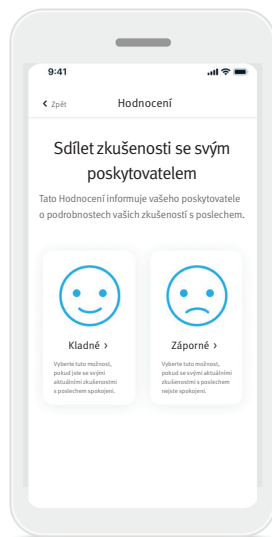 9:41
Zpět
Hodnocení
Sdílet zkušenosti se svým
poskytovatelem
Tato Hodnocení informuje vašeho poskytovatele
o podrobnostech vašich zkušeností s poslechem.
Kladné
Záporné
Vyberte tuto možnost,
pokud jste se svými
aktuálními zkušenostmi
s poslechem spokojeni.
Vyberte tuto možnost,
pokud se svými aktuálními
zkušenostmi s poslechem
nejste spokojeni.